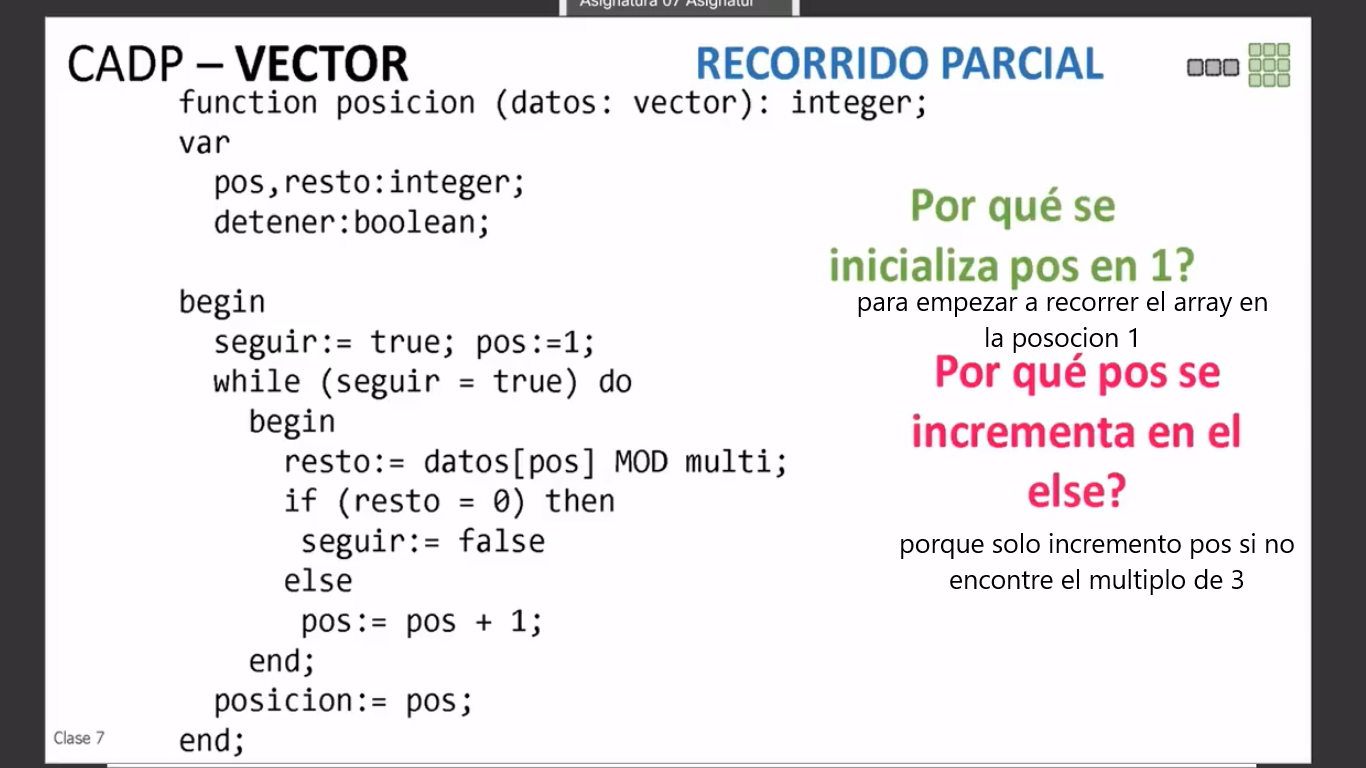 Asignatura 07 Asignatur
CADP – VECTOR
RECORRIDO PARCIAL
function posicion (datos: vector): integer;
var
pos,resto:integer;
detener:boolean;
begin
seguir:= true; pos:=1;
while (seguir = true) do
begin
resto:= datos[pos] MOD multi;
if (resto = 0) then
seguir:= false
else
pos:= pos + 1;
end;
posicion:= pos;
end;
Por qué se
inicializa pos en 1?
para empezar a recorrer el array en
la posocion 1
Por qué pos se
incrementa en el
else?
porque solo incremento pos si no
encontre el multiplo de 3
Clase 7